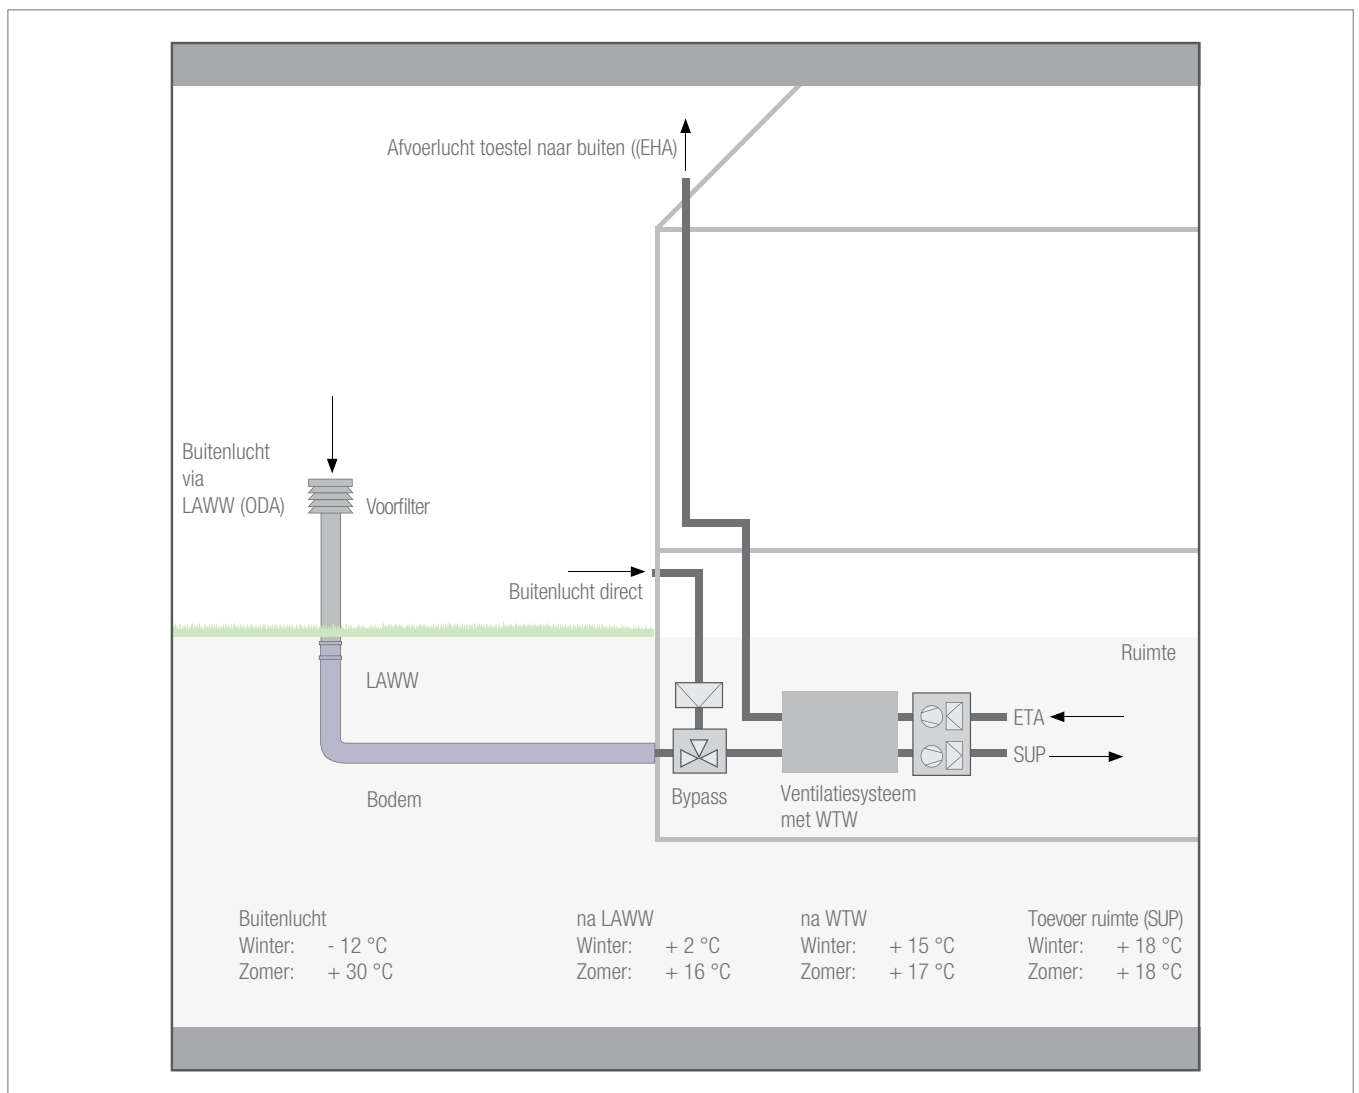 Afvoerlucht toestel naar buiten ((EHA)
Buitenlucht
via
LAWW (ODA)
Voorfilter
Buitenlucht direct
Ruimte
LAWW
ETA
SUP
Bodem
Bypass
Ventilatiesysteem
met WTW
Buitenlucht
Winter: - 12 °C
Zomer: + 30 °C
na LAWW
Winter: + 2 °C
Zomer: + 16 °C
na WTW
Winter: + 15 °C
Zomer: + 17 °C
Toevoer ruimte (SUP)
Winter: + 18 °C
Zomer: + 18 °C